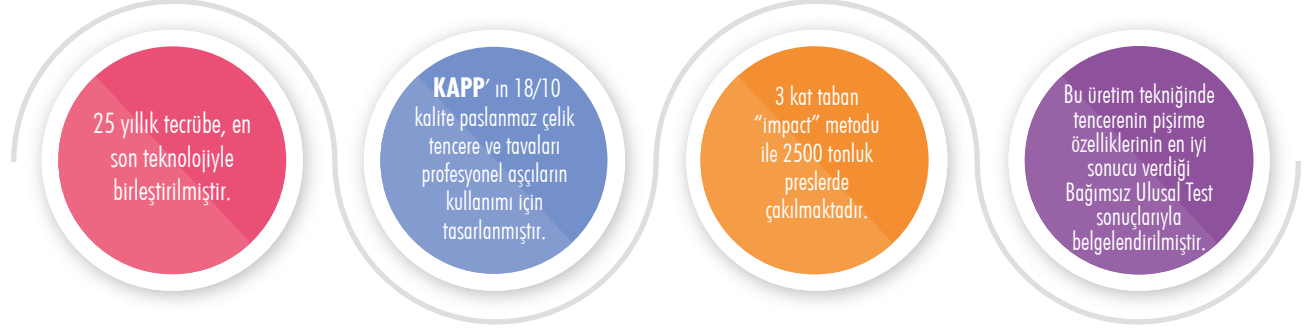 25 yıllık tecrübe, en
son teknolojiyle
birleştirilmiştir.
KAPP’ ın 18/10
kalite paslanmaz çelik
tencere ve tavaları
profesyonel aşçıların
kullanımı için
tasarlanmıştır.
3 kat taban
“impact” metodu
ile 2500 tonluk
preslerde
çakılmaktadır.
Bu üretim tekniğinde
tencerenin pişirme
özelliklerinin en iyi
sonucu verdiği
Bağımsız Ulusal Test
sonuçlarıyla
belgelendirilmiştir.